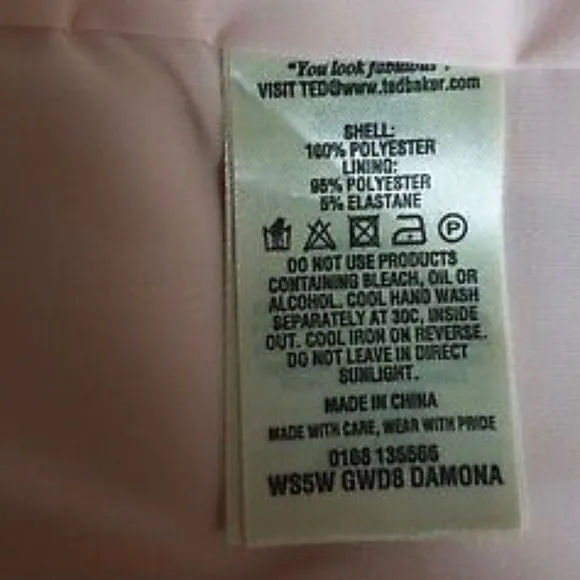 "You look fabulous".
VISIT TED@www.tedbaker.com
SHELL:
100% POLYESTER
LINING:
95% POLYESTER
5% ELASTANE
P
DO NOT USE PRODUCTS
CONTAINING BLEACH, OIL OR
ALCOHOL. COOL HAND WASH
SEPARATELY AT 30C, INSIDE
OUT. COOL IRON ON REVERSE.
DO NOT LEAVE IN DIRECT
SUNLIGHT.
MADE IN CHINA
MADE WITH CARE, WEAR WITH PRIDE
0168 135566
WS5W GWD8 DAMONA